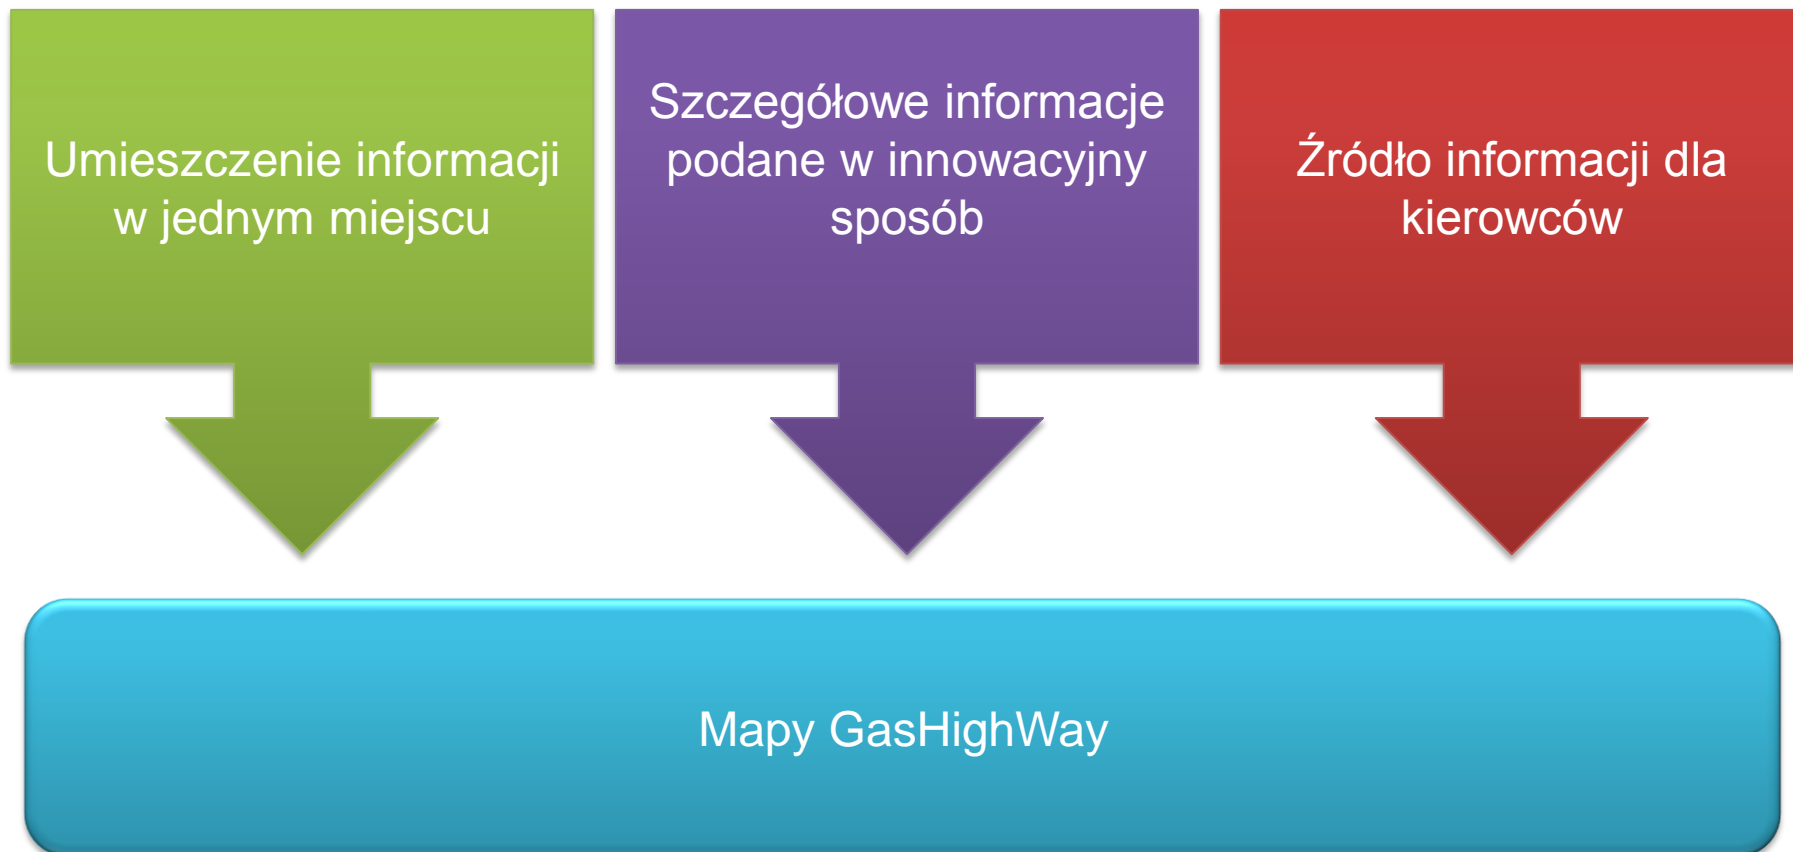 Umieszczenie informacji
w jednym miejscu
Szczegółowe informacje
podane w innowacyjny
sposób
Źródło informacji dla
kierowców
Mapy GasHighWay